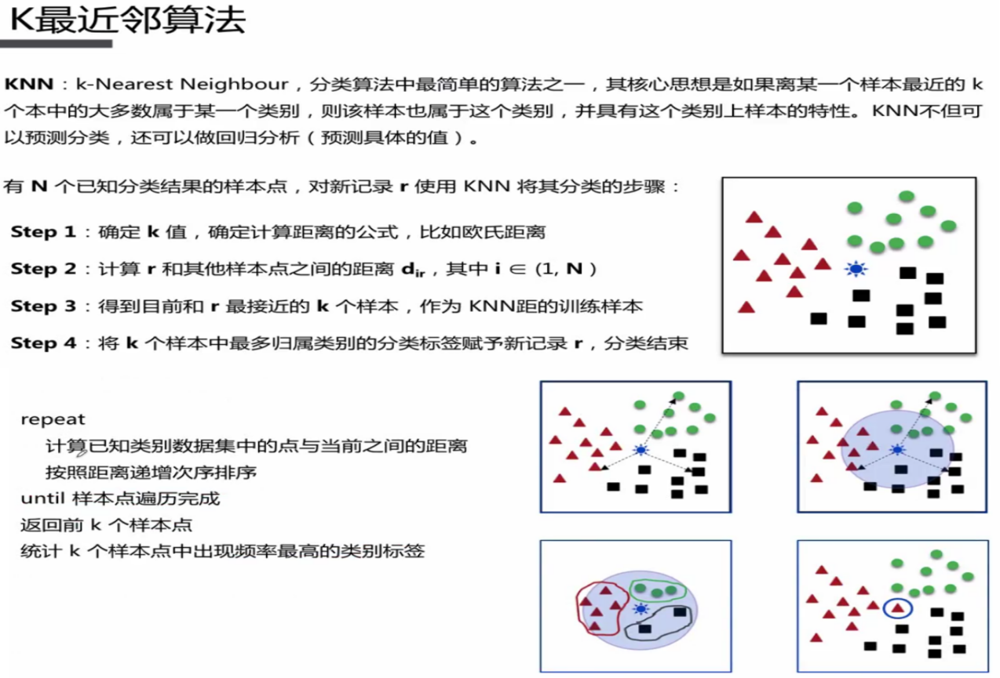 K最近邻算法
KNN：k-Nearest Neighbour，分类算法中最简单的算法之一，其核心思想是如果离某一个样本最近的 k
个本中的大多数属于某一个类别，则该样本也属于这个类别，并具有这个类别上样本的特性。KNN不但可
以预测分类，还可以做回归分析（预测具体的值）。
有 N 个已知分类结果的样本点，对新记录 r 使用 KNN 将其分类的步骤：
Step 1：确定 k 值，确定计算距离的公式，比如欧氏距离
Step 2：计算 r 和其他样本点之间的距离 dir，其中 i ∈ (1, N )
Step 3：得到目前和 r 最接近的 k 个样本，作为 KNN距的训练样本
Step 4：将 k 个样本中最多归属类别的分类标签赋予新记录 r，分类结束
repeat
计算已知类别数据集中的点与当前之间的距离
按照距离递增次序排序
until 样本点遍历完成
返回前 k 个样本点
统计 k 个样本点中出现频率最高的类别标签